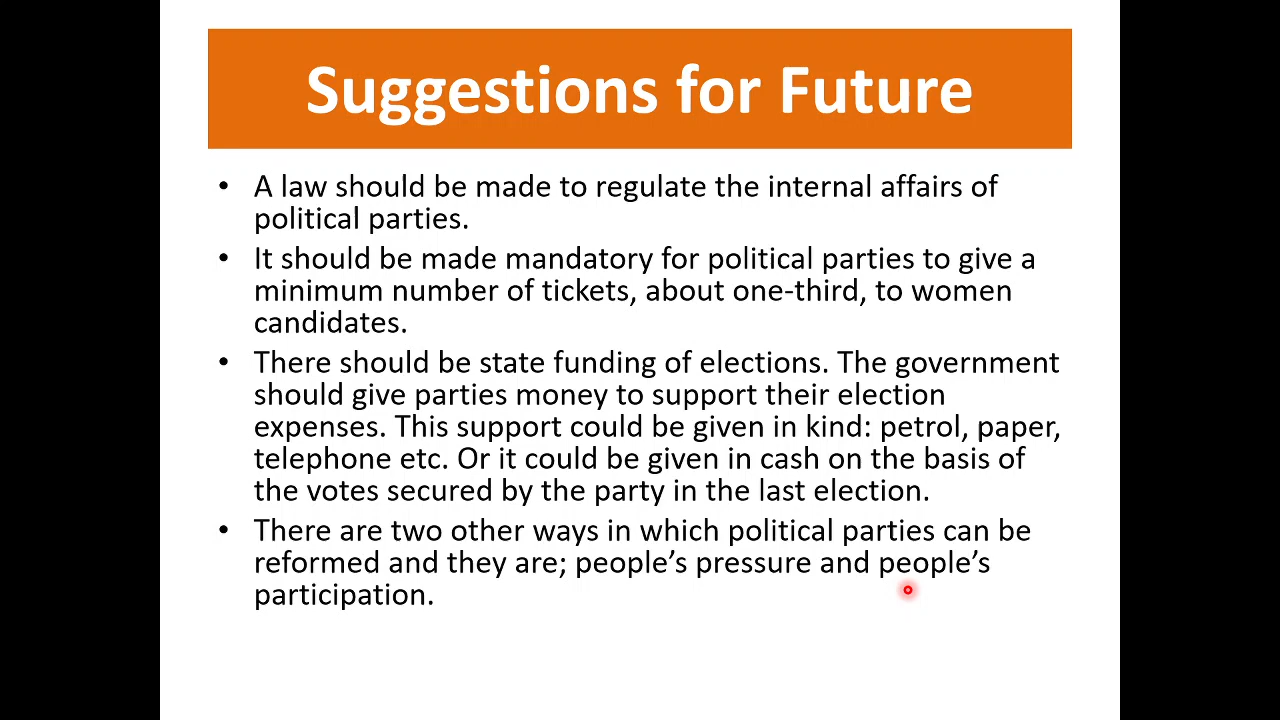 Suggestions for Future
• A law should be made to regulate the internal affairs of
political parties.
• It should be made mandatory for political parties to give a
minimum number of tickets, about one-third, to women
candidates.
• There should be state funding of elections. The government
should give parties money to support their election
expenses. This support could be given in kind: petrol, paper,
telephone etc. Or it could be given in cash on the basis of
the votes secured by the party in the last election.
• There are two other ways in which political parties can be
reformed and they are; people’s pressure and people’s
participation.